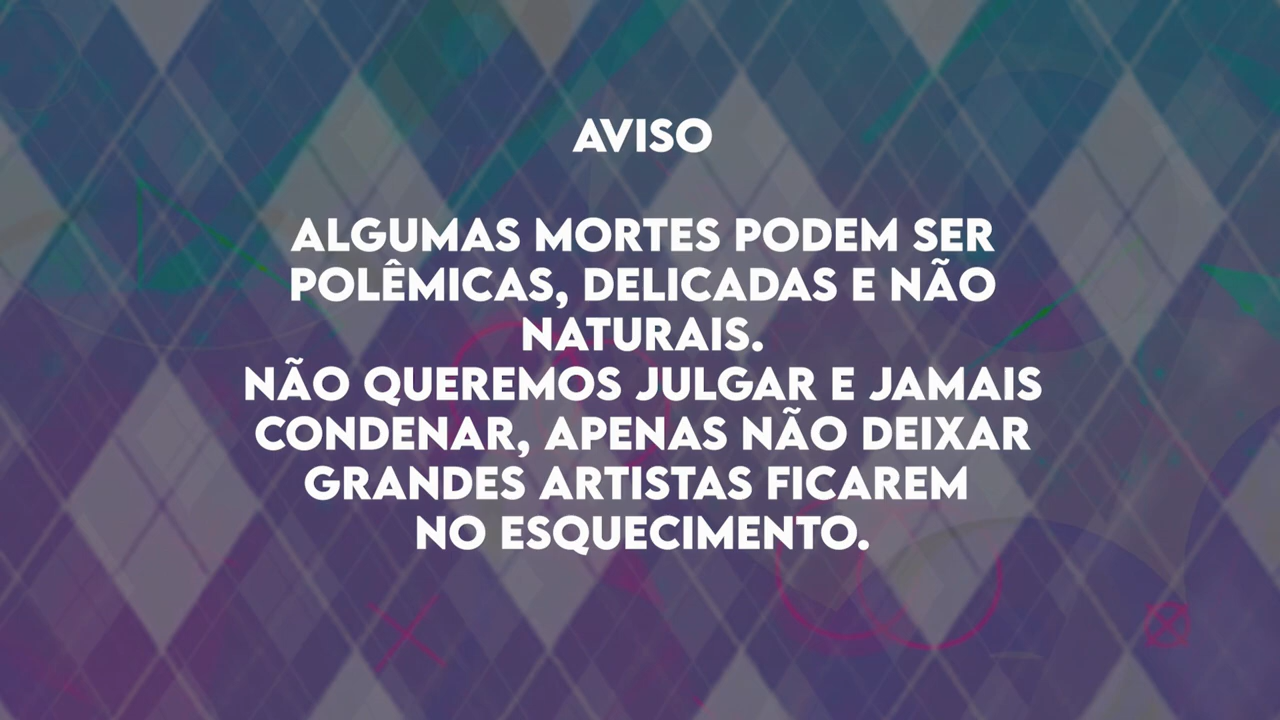 AVISO
ALGUMAS MORTES PODEM SER
POLÊMICAS, DELICADAS E NÃO
NATURAIS.
NÃO QUEREMOS JULGAR E JAMAIS
CONDENAR, APENAS NÃO DEIXAR
GRANDES ARTISTAS FICAREM
NO ESQUECIMENTO.